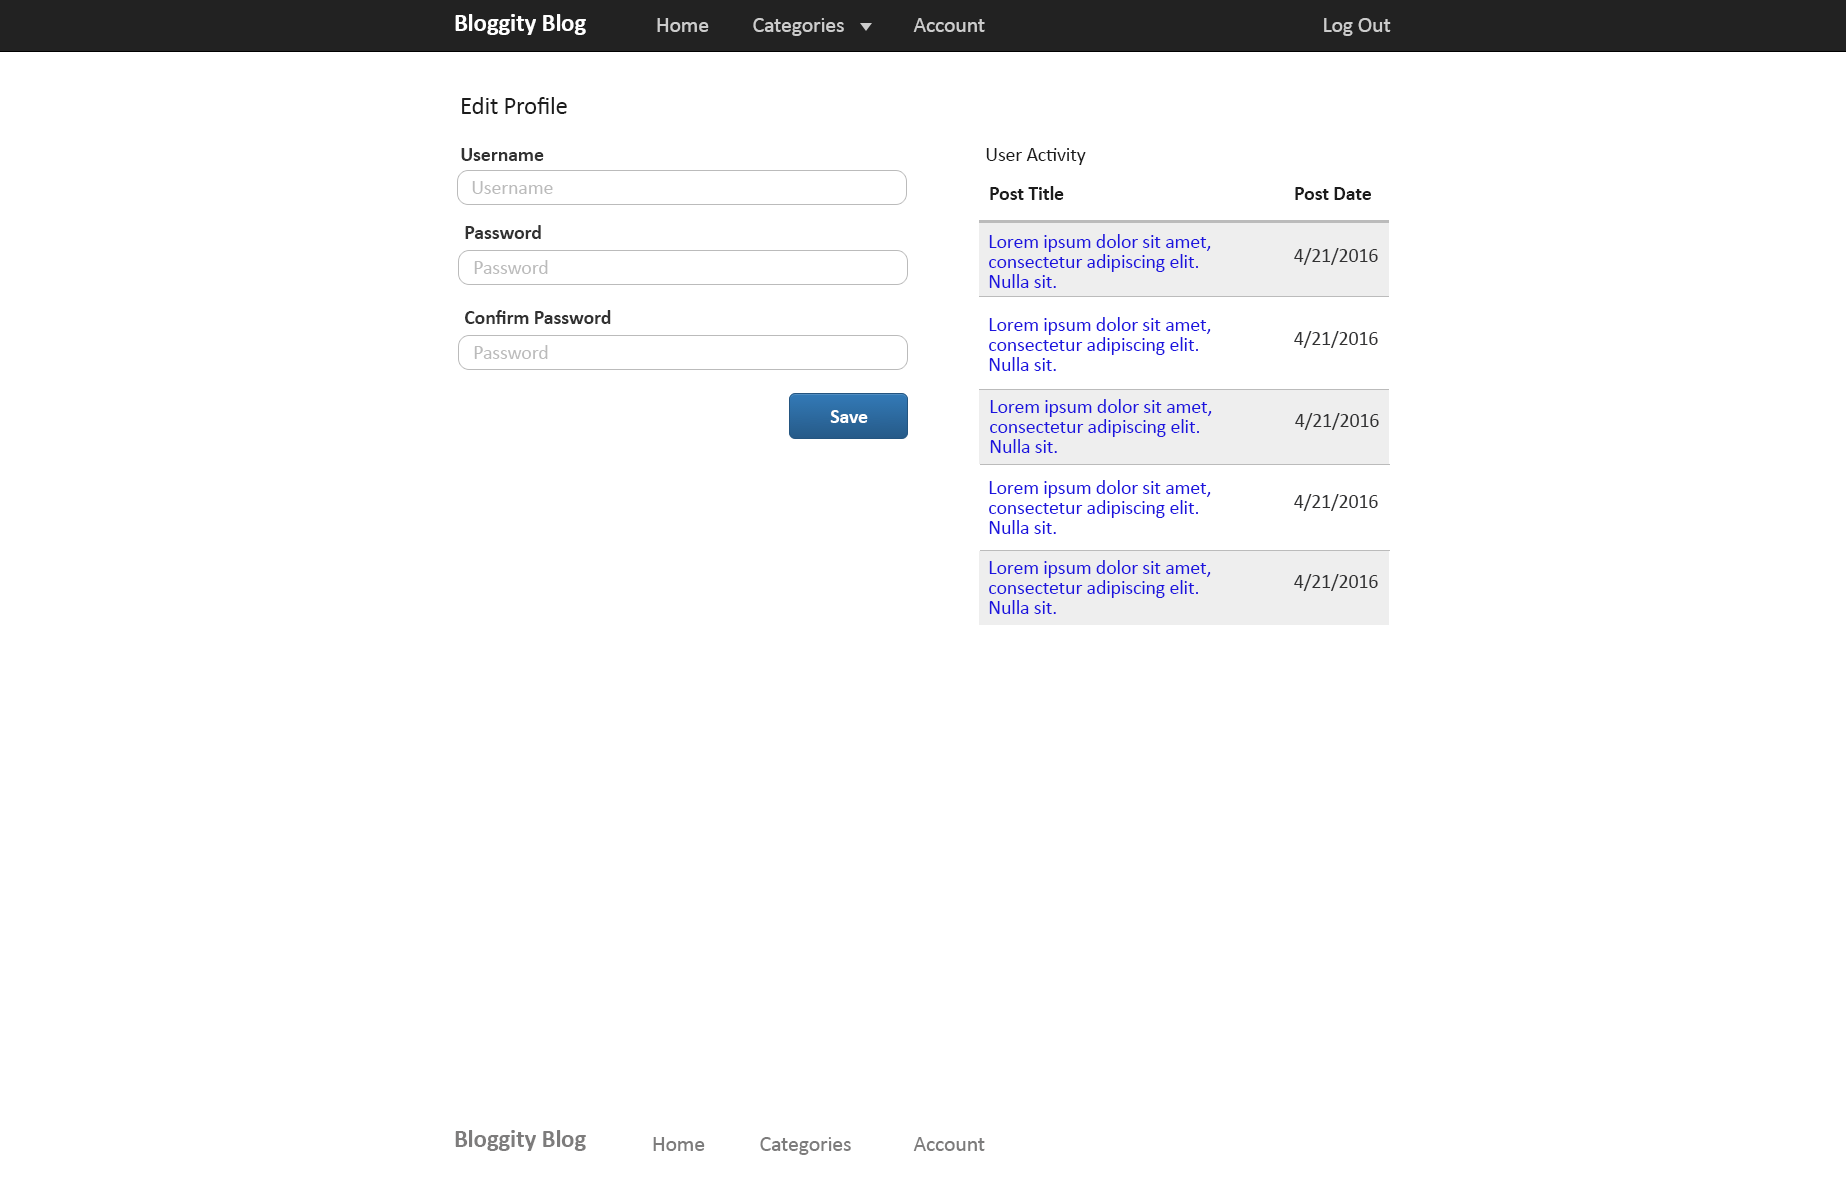 Bloggity Blog Home Categories Account Log Out
Edit Profile
Username
Username
Password
Password
Confirm Password
Password
Save
User Activity
Post Title Post Date
Lorem ipsum dolor sit amet,
consectetur adipiscing elit.
Nulla sit.
4/21/2016
Lorem ipsum dolor sit amet,
consectetur adipiscing elit.
Nulla sit.
4/21/2016
Lorem ipsum dolor sit amet,
consectetur adipiscing elit.
Nulla sit.
4/21/2016
Lorem ipsum dolor sit amet,
consectetur adipiscing elit.
Nulla sit.
4/21/2016
Lorem ipsum dolor sit amet,
consectetur adipiscing elit.
Nulla sit.
4/21/2016
Bloggity Blog Home Categories Account